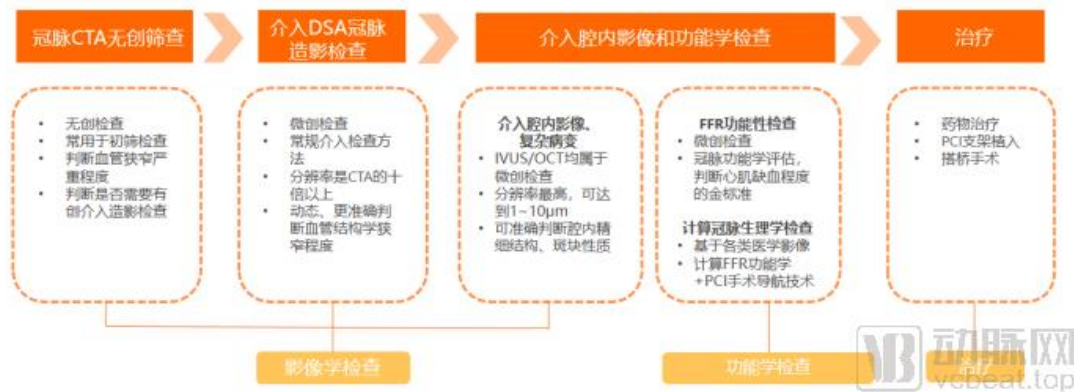 冠脉CTA无创筛查
介入DSA冠脉
造影检查
介入腔内影像和功能学检查
治疗
• 无创检查
• 常用于初筛检查
• 判断血管狭窄严
重程度
• 判断是否需要有
创介入造影检查
• 微创检查
• 常规介入检查方
法
• 分辨率是CTA的十
倍以上
• 动态、更准确判
断血管结构学狭
窄程度
介入腔内影像、
复杂病变
• IVUS/OCT均属于
微创检查
• 分辨率最高，可达
到1~10μm
• 可准确判断腔内精
细结构、斑块性质
FFR功能性检查
• 微创检查
• 冠脉功能学评估，
判断心肌缺血程度
的金标准
计算冠脉生理学检查
• 基于各类医学影像
• 计算FFR功能学
+PCI手术导航技术
• 药物治疗
• PCI支架植入
• 搭桥手术
影像学检查
功能学检查
治疗
动脉网
vcbeat.top